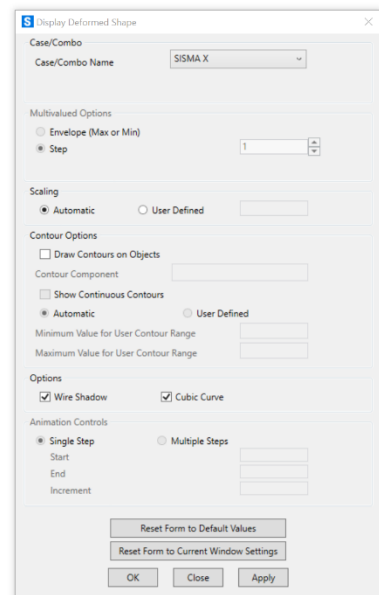 S Display Deformed Shape
Case/Combo
Case/Combo Name SISMA X
Multivalued Options
Envelope (Max or Min)
Step 1
Scaling
Automatic User Defined
Contour Options
Draw Contours on Objects
Contour Component
Show Continuous Contours
Automatic User Defined
Minimum Value for User Contour Range
Maximum Value for User Contour Range
Options
Wire Shadow Cubic Curve
Animation Controls
Single Step Multiple Steps
Start
End
Increment
Reset Form to Default Values
Reset Form to Current Window Settings
OK Close Apply